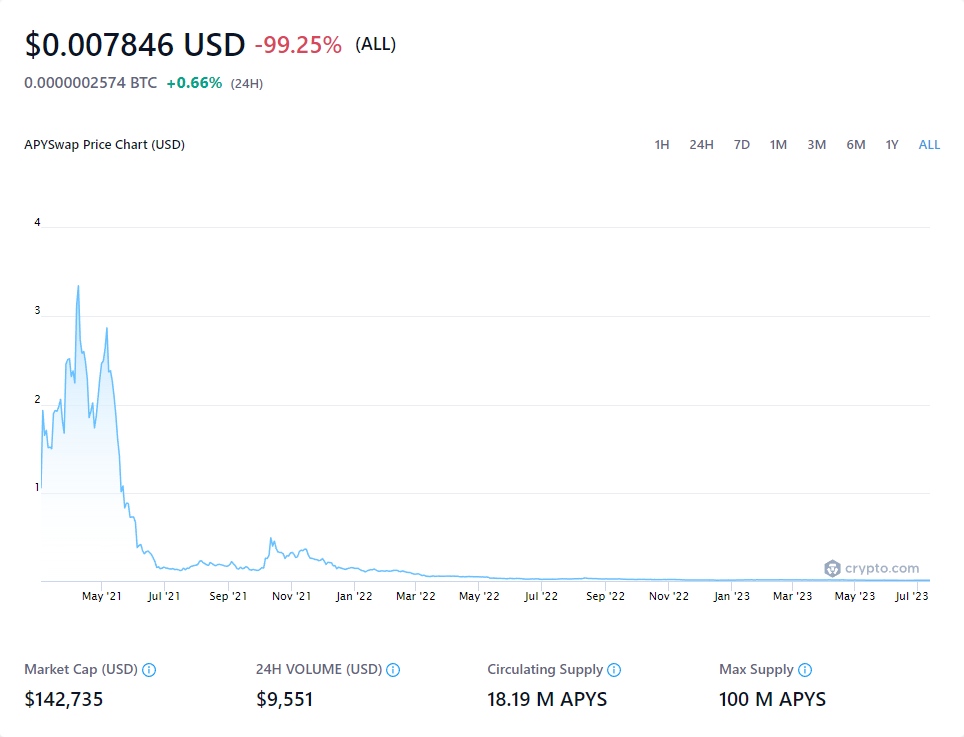 $0.007846 USD -99.25% (ALL)
0.0000002574 BTC +0.66% (24H)
APYSwap Price Chart (USD) 1H 24H 7D 1M 3M 6M 1Y ALL
4
3
2
1
crypto.com
May '21 Jul '21 Sep '21 Nov '21 Jan '22 Mar '22 May '22 Jul '22 Sep '22 Nov '22 Jan '23 Mar '23 May '23 Jul '23
Market Cap (USD) 24H VOLUME (USD) Circulating Supply Max Supply
$142,735 $9,551 18.19 M APYS 100 M APYS